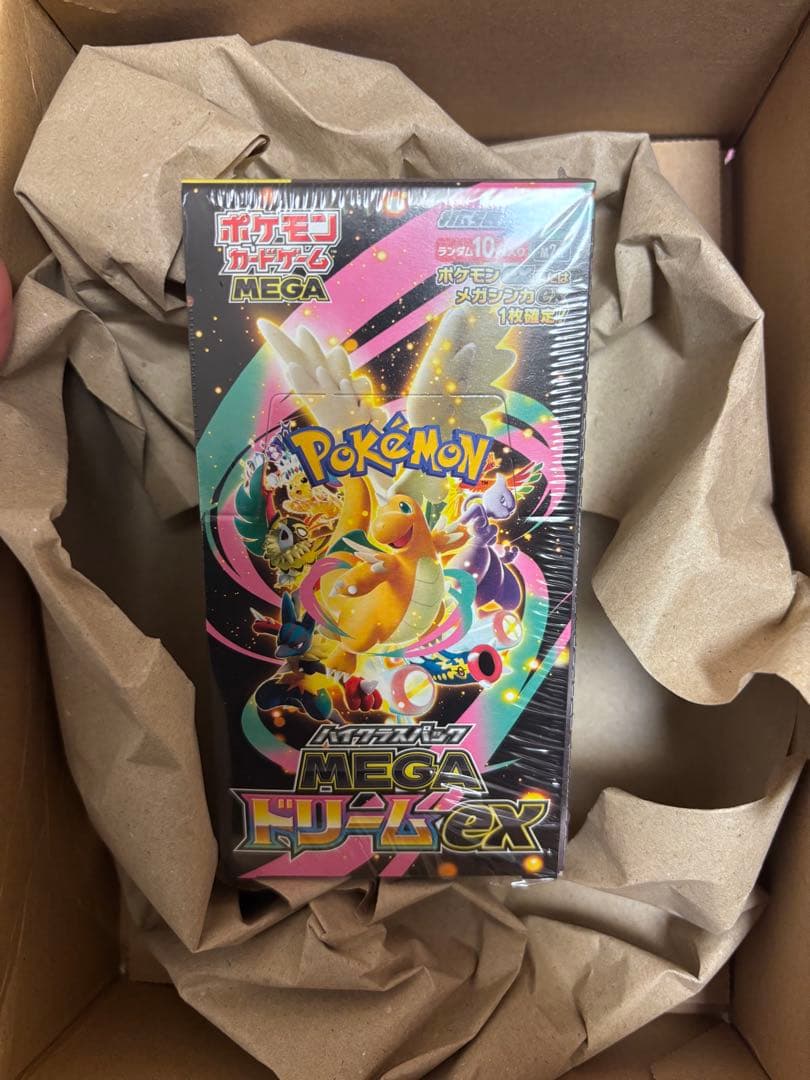 ポケモン
カードゲーム
MEGA
ランダム10
ポケモン
メガシンカex
1枚確定!!
POKéMON
TM
ハイクラスパック
MEGA
ドリームex